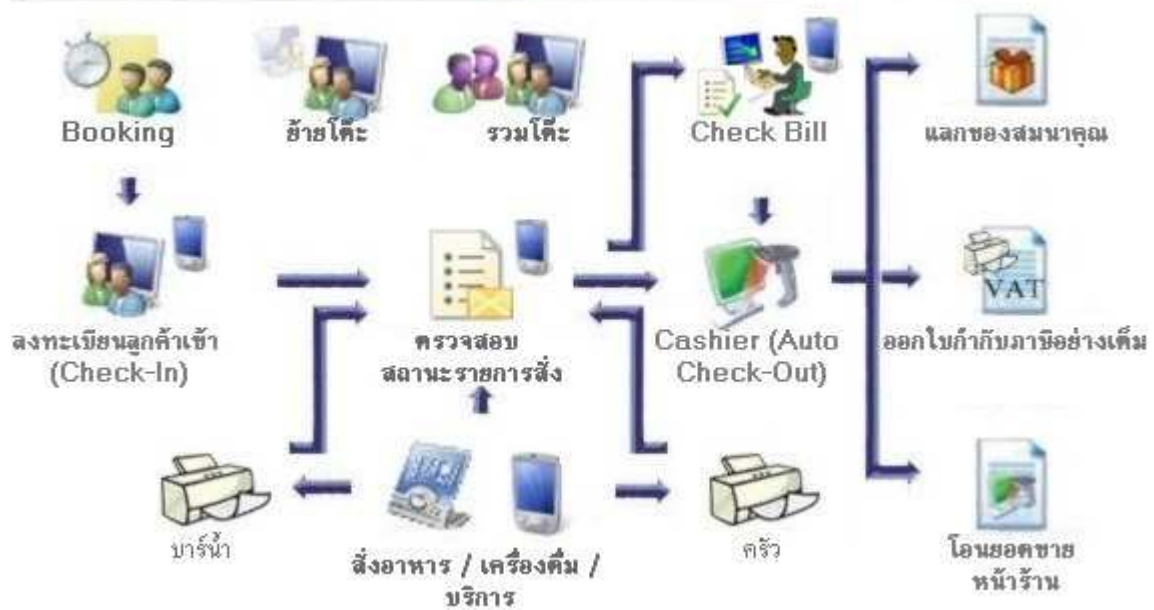 Booking
ย้ายโต๊ะ
รวมโต๊ะ
Check Bill
แลกของสมนาคุณ
ลงทะเบียนลูกค้าเข้า
(Check-In)
ตรวจสอบ
สถานะรายการสั่ง
Cashier (Auto
Check-Out)
VAT
ออกใบกำกับภาษีอย่างเต็ม
บาร์น้ำ
สั่งอาหาร / เครื่องดื่ม /
บริการ
ครัว
โอนยอดขาย
หน้าร้าน